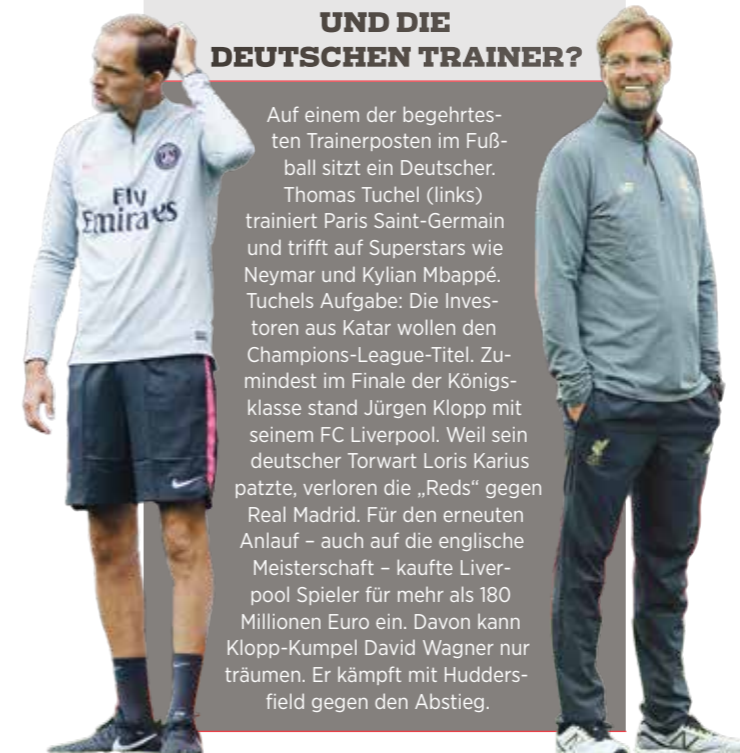 UND DIE
DEUTSCHEN TRAINER?
Auf einem der begehrtes-
ten Trainerposten im Fuß-
ball sitzt ein Deutscher.
Thomas Tuchel (links)
trainiert Paris Saint-Germain
und trifft auf Superstars wie
Neymar und Kylian Mbappé.
Tuchels Aufgabe: Die Inves-
toren aus Katar wollen den
Champions-League-Titel. Zu-
mindest im Finale der Königs-
klasse stand Jürgen Klopp mit
seinem FC Liverpool. Weil sein
deutscher Torwart Loris Karius
patzte, verloren die „Reds“ gegen
Real Madrid. Für den erneuten
Anlauf – auch auf die englische
Meisterschaft – kaufte Liver-
pool Spieler für mehr als 180
Millionen Euro ein. Davon kann
Klopp-Kumpel David Wagner nur
träumen. Er kämpft mit Hudders-
field gegen den Abstieg.
Fly
Emirates